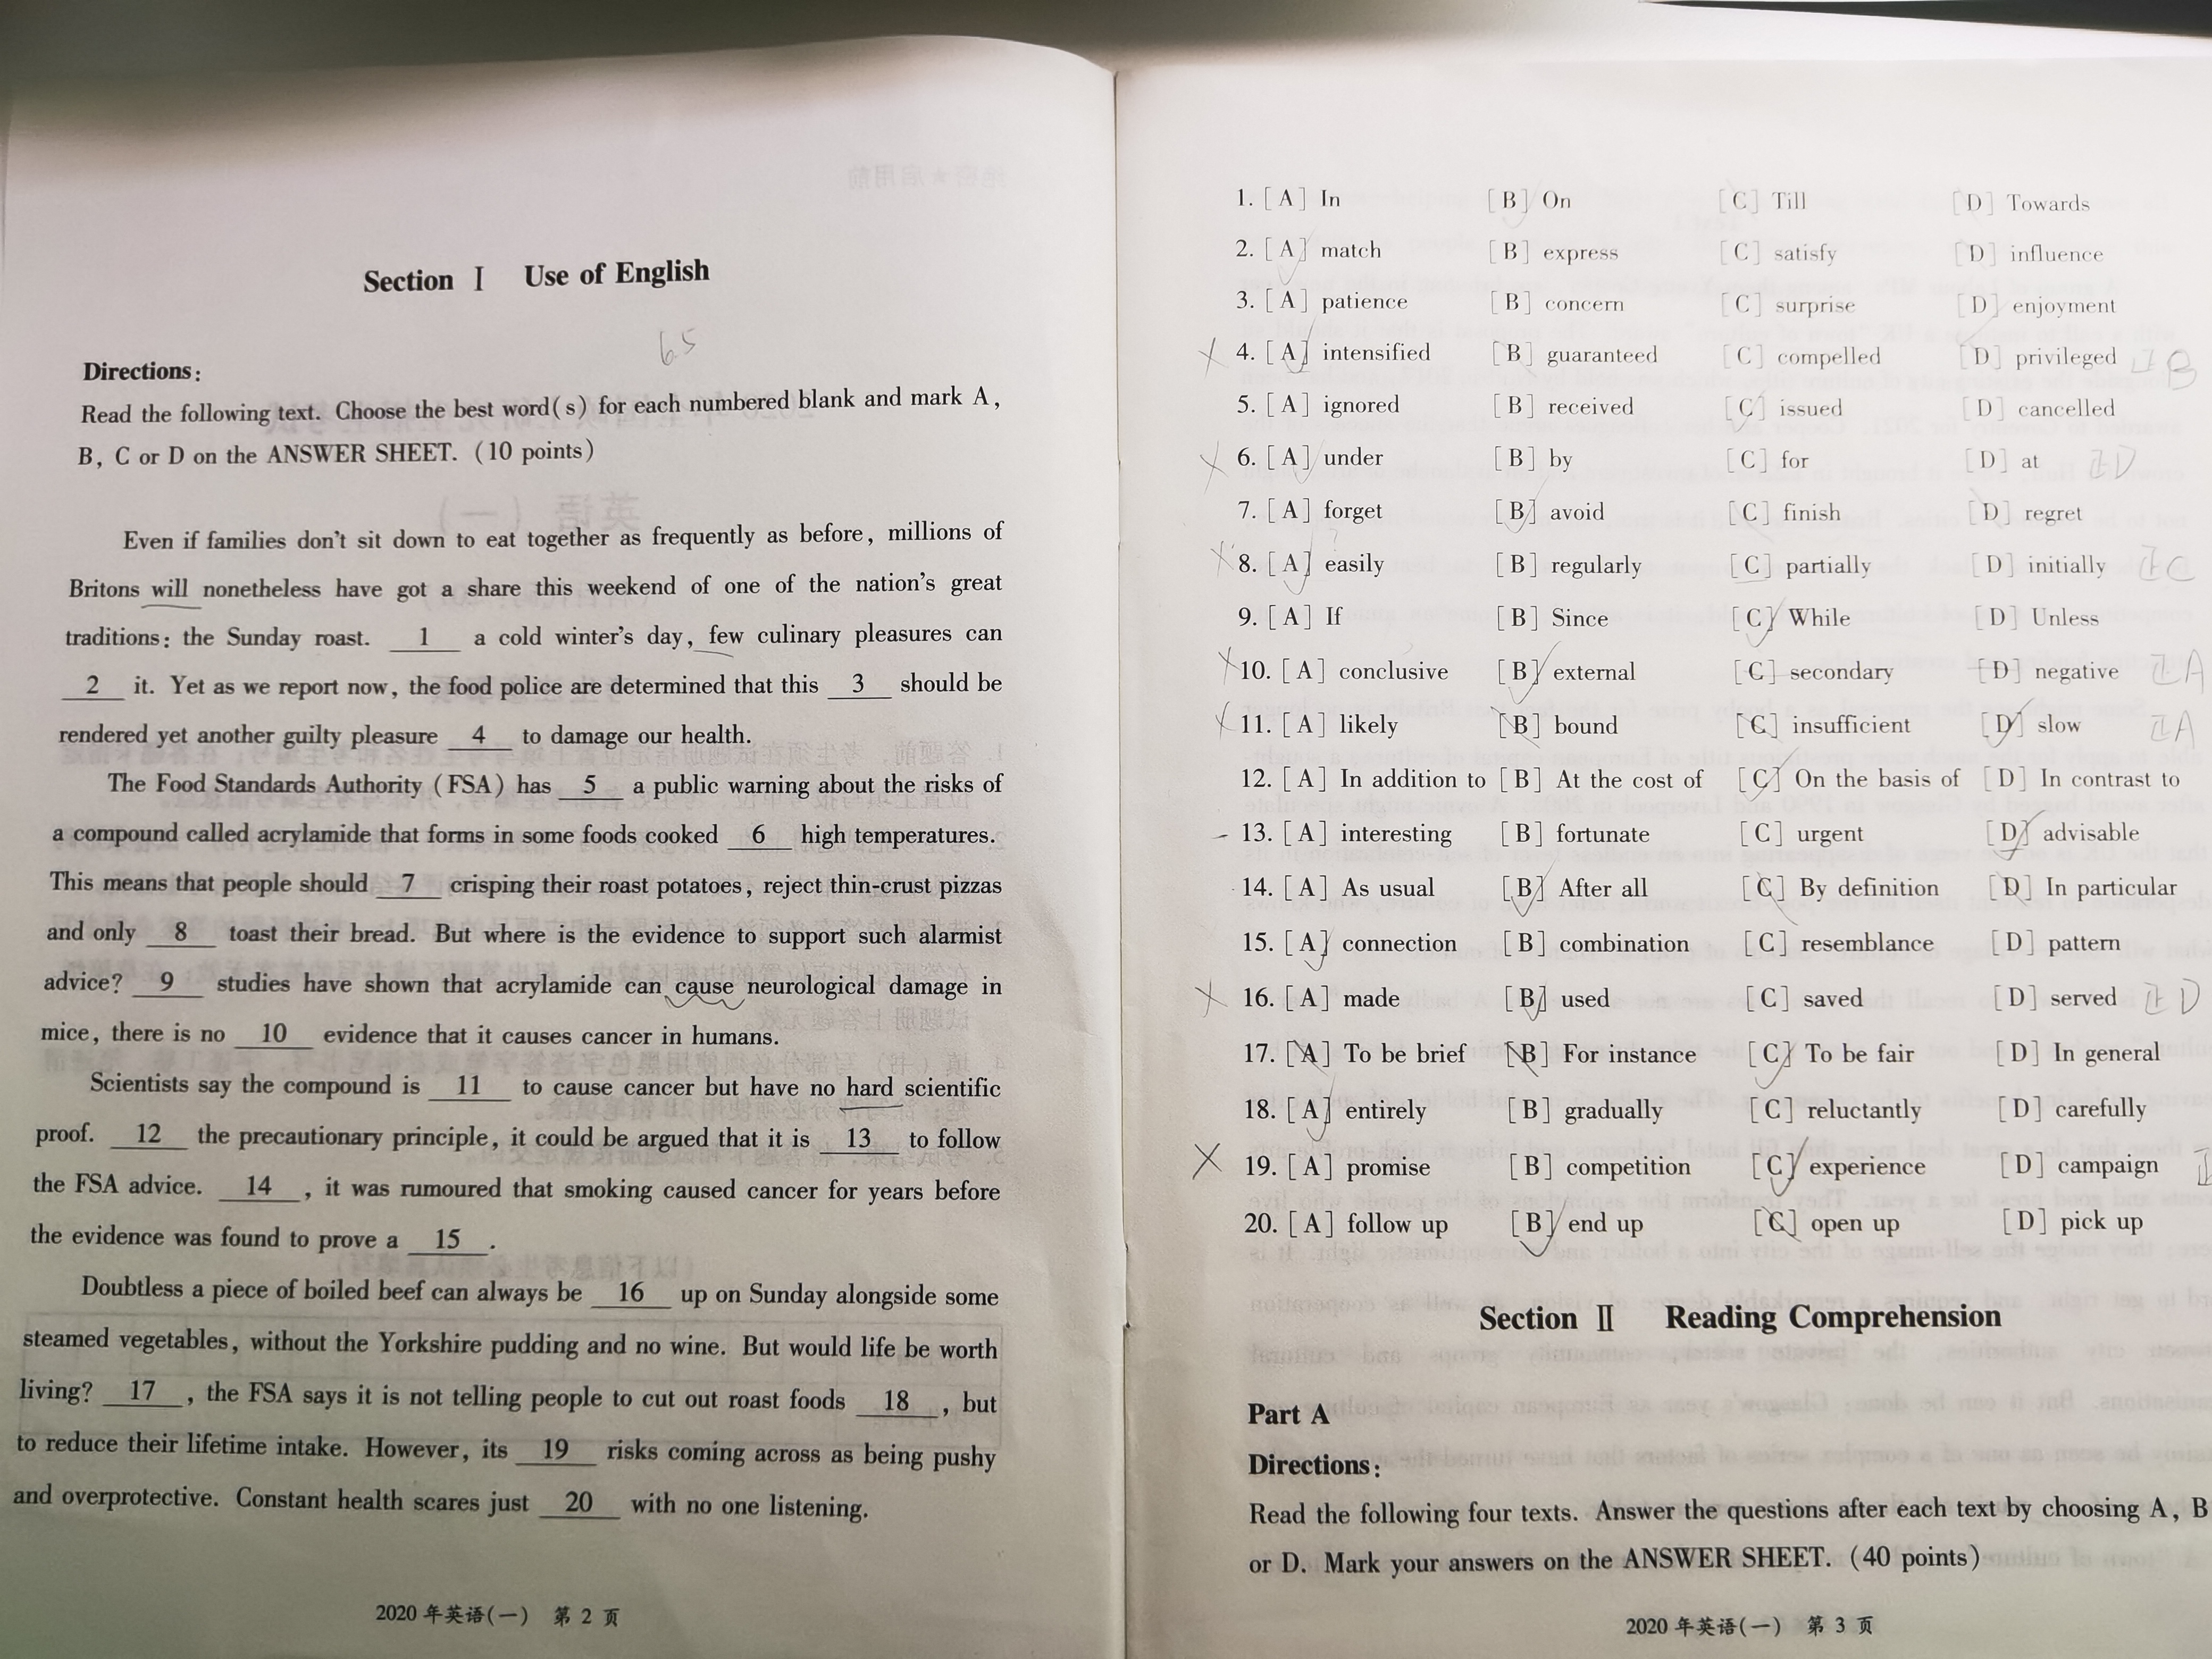 Section Ⅰ Use of English
65
Directions:
Read the following text. Choose the best word(s) for each numbered blank and mark A,
B, C or D on the ANSWER SHEET. (10 points)
Even if families don't sit down to eat together as frequently as before, millions of
Britons will nonetheless have got a share this weekend of one of the nation's great
traditions: the Sunday roast. 1 a cold winter's day, few culinary pleasures can
2 it. Yet as we report now, the food police are determined that this 3 should be
rendered yet another guilty pleasure 4 to damage our health.
The Food Standards Authority (FSA) has 5 a public warning about the risks of
a compound called acrylamide that forms in some foods cooked 6 high temperatures.
This means that people should 7 crisping their roast potatoes, reject thin-crust pizzas
and only 8 toast their bread. But where is the evidence to support such alarmist
advice? 9 studies have shown that acrylamide can cause neurological damage in
mice, there is no 10 evidence that it causes cancer in humans.
Scientists say the compound is 11 to cause cancer but have no hard scientific
proof. 12 the precautionary principle, it could be argued that it is 13 to follow
the FSA advice. 14 , it was rumoured that smoking caused cancer for years before
the evidence was found to prove a 15 .
Doubtless a piece of boiled beef can always be 16 up on Sunday alongside some
steamed vegetables, without the Yorkshire pudding and no wine. But would life be worth
living? 17 , the FSA says it is not telling people to cut out roast foods 18 , but
to reduce their lifetime intake. However, its 19 risks coming across as being pushy
and overprotective. Constant health scares just 20 with no one listening.
2020 年英语(一) 第 2 页
1. [A] In [B] On [C] Till [D] Towards
2. [A] match [B] express [C] satisfy [D] influence
3. [A] patience [B] concern [C] surprise [D] enjoyment
4. [A] intensified [B] guaranteed [C] compelled [D] privileged 正B
5. [A] ignored [B] received [C] issued [D] cancelled
6. [A] under [B] by [C] for [D] at 正D
7. [A] forget [B] avoid [C] finish [D] regret
8. [A] easily [B] regularly [C] partially [D] initially 正C
9. [A] If [B] Since [C] While [D] Unless
10. [A] conclusive [B] external [C] secondary [D] negative 正A
11. [A] likely [B] bound [C] insufficient [D] slow 正A
12. [A] In addition to [B] At the cost of [C] On the basis of [D] In contrast to
13. [A] interesting [B] fortunate [C] urgent [D] advisable
14. [A] As usual [B] After all [C] By definition [D] In particular
15. [A] connection [B] combination [C] resemblance [D] pattern
16. [A] made [B] used [C] saved [D] served 正D
17. [A] To be brief [B] For instance [C] To be fair [D] In general
18. [A] entirely [B] gradually [C] reluctantly [D] carefully
19. [A] promise [B] competition [C] experience [D] campaign
20. [A] follow up [B] end up [C] open up [D] pick up
Section Ⅱ Reading Comprehension
Part A
Directions:
Read the following four texts. Answer the questions after each text by choosing A, B
or D. Mark your answers on the ANSWER SHEET. (40 points)
2020 年英语(一) 第 3 页